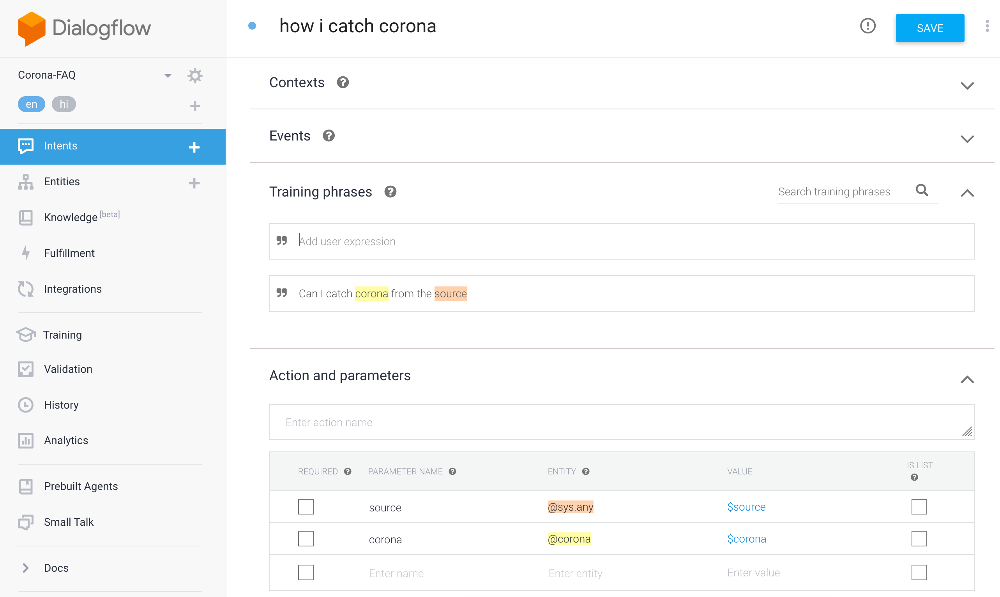 Dialogflow
Corona-FAQ
en hi
Intents
Entities
Knowledge [beta]
Fulfillment
Integrations
Training
Validation
History
Analytics
Prebuilt Agents
Small Talk
Docs
how i catch corona
SAVE
Contexts
Events
Training phrases
Search training phrases
Add user expression
Can I catch corona from the source
Action and parameters
Enter action name
REQUIRED PARAMETER NAME ENTITY VALUE IS LIST
source @sys.any $source
corona @corona $corona
Enter name Enter entity Enter value